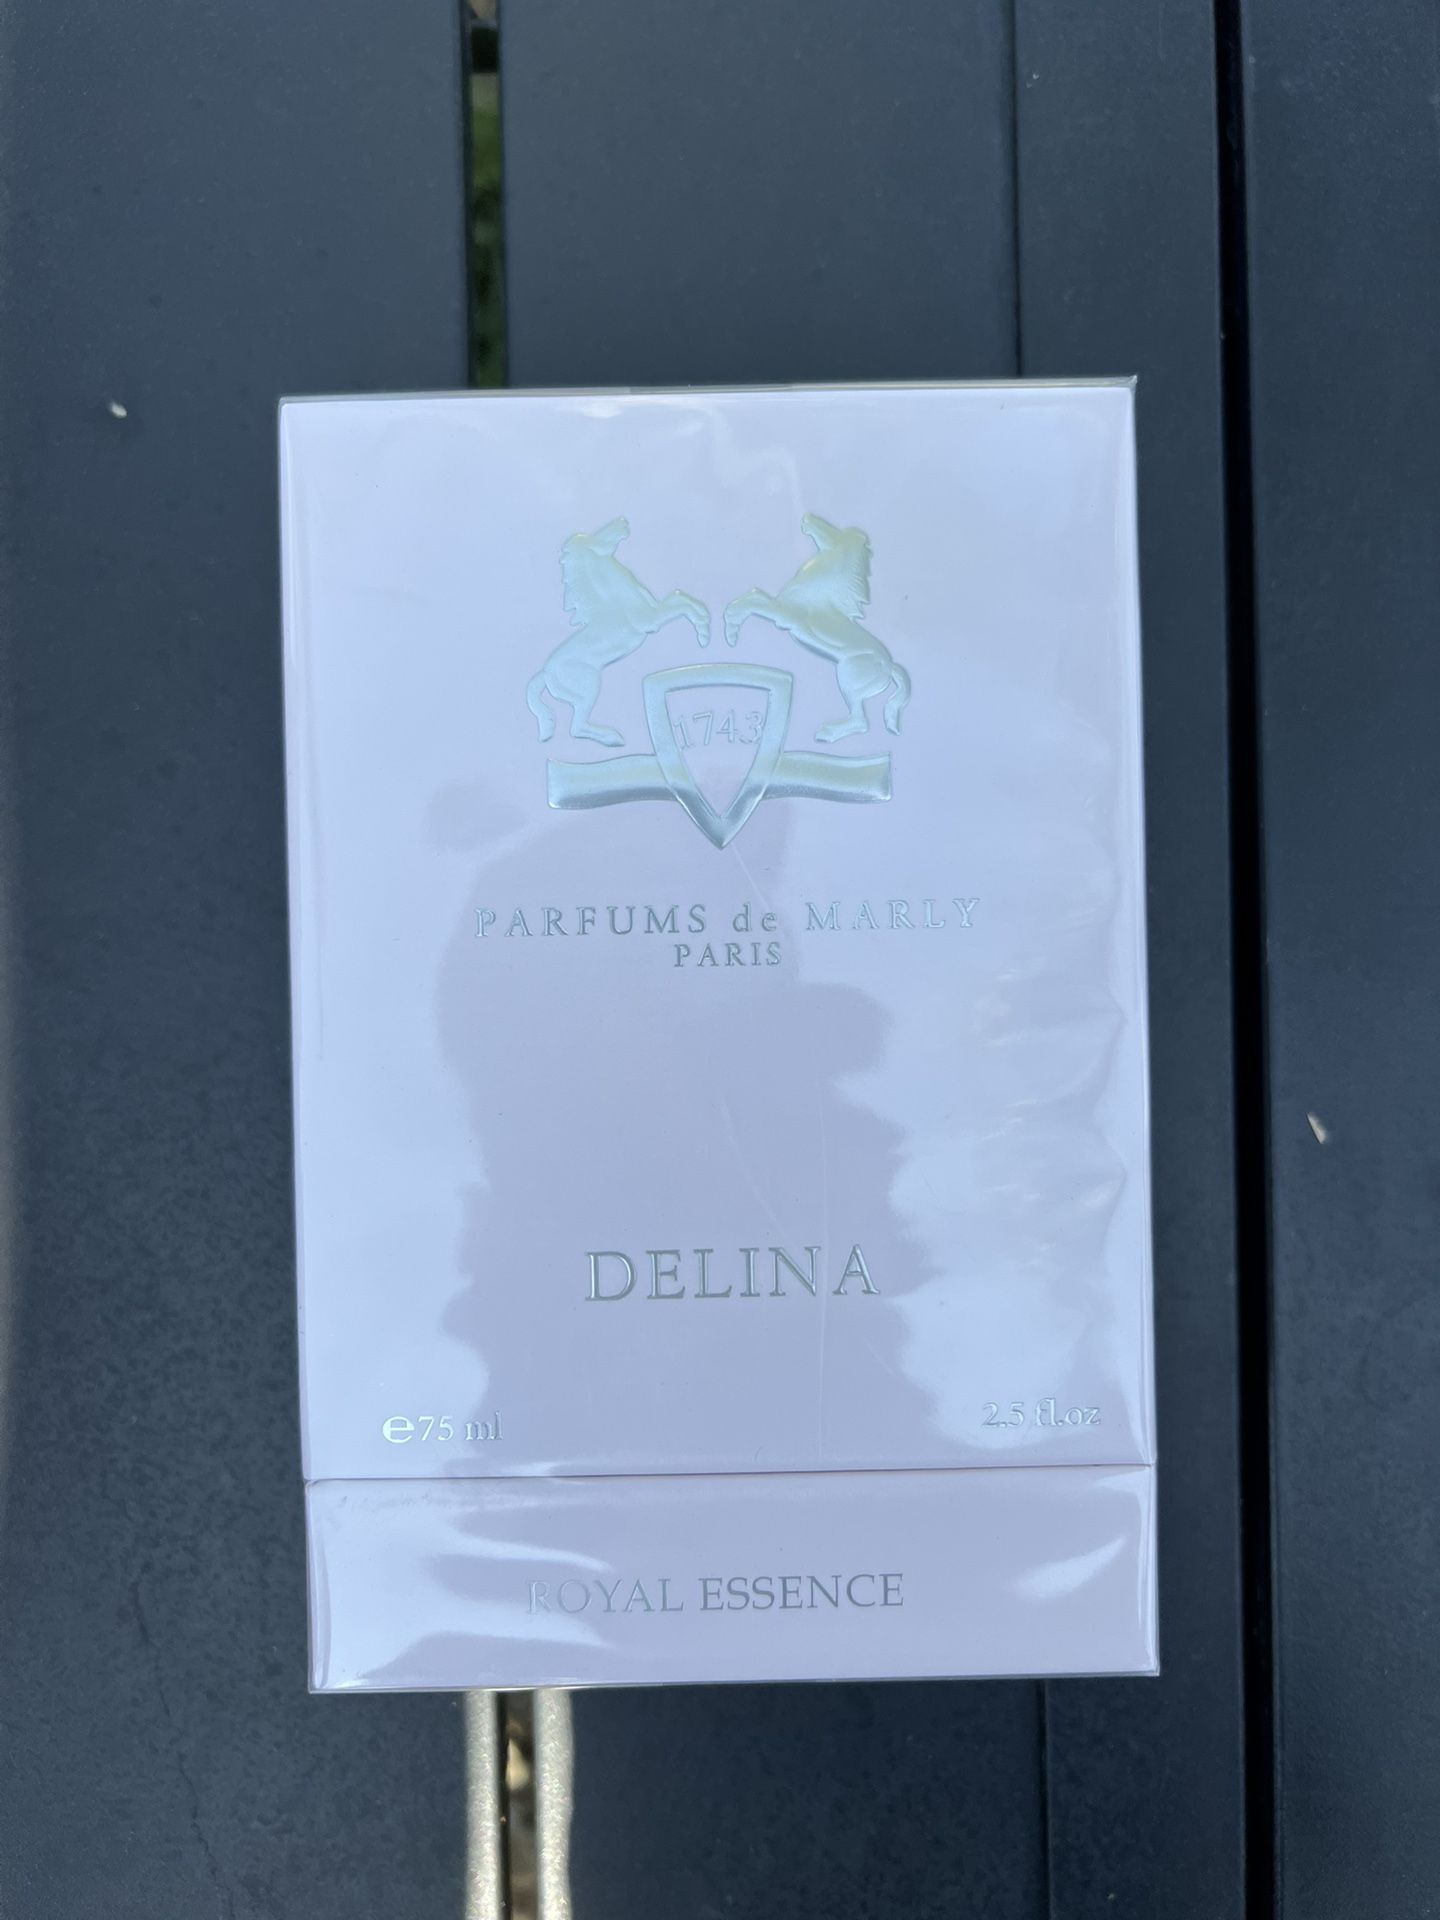 1743
PARFUMS de MARLY
PARIS
DELINA
℮75 ml 2.5 fl.oz
ROYAL ESSENCE